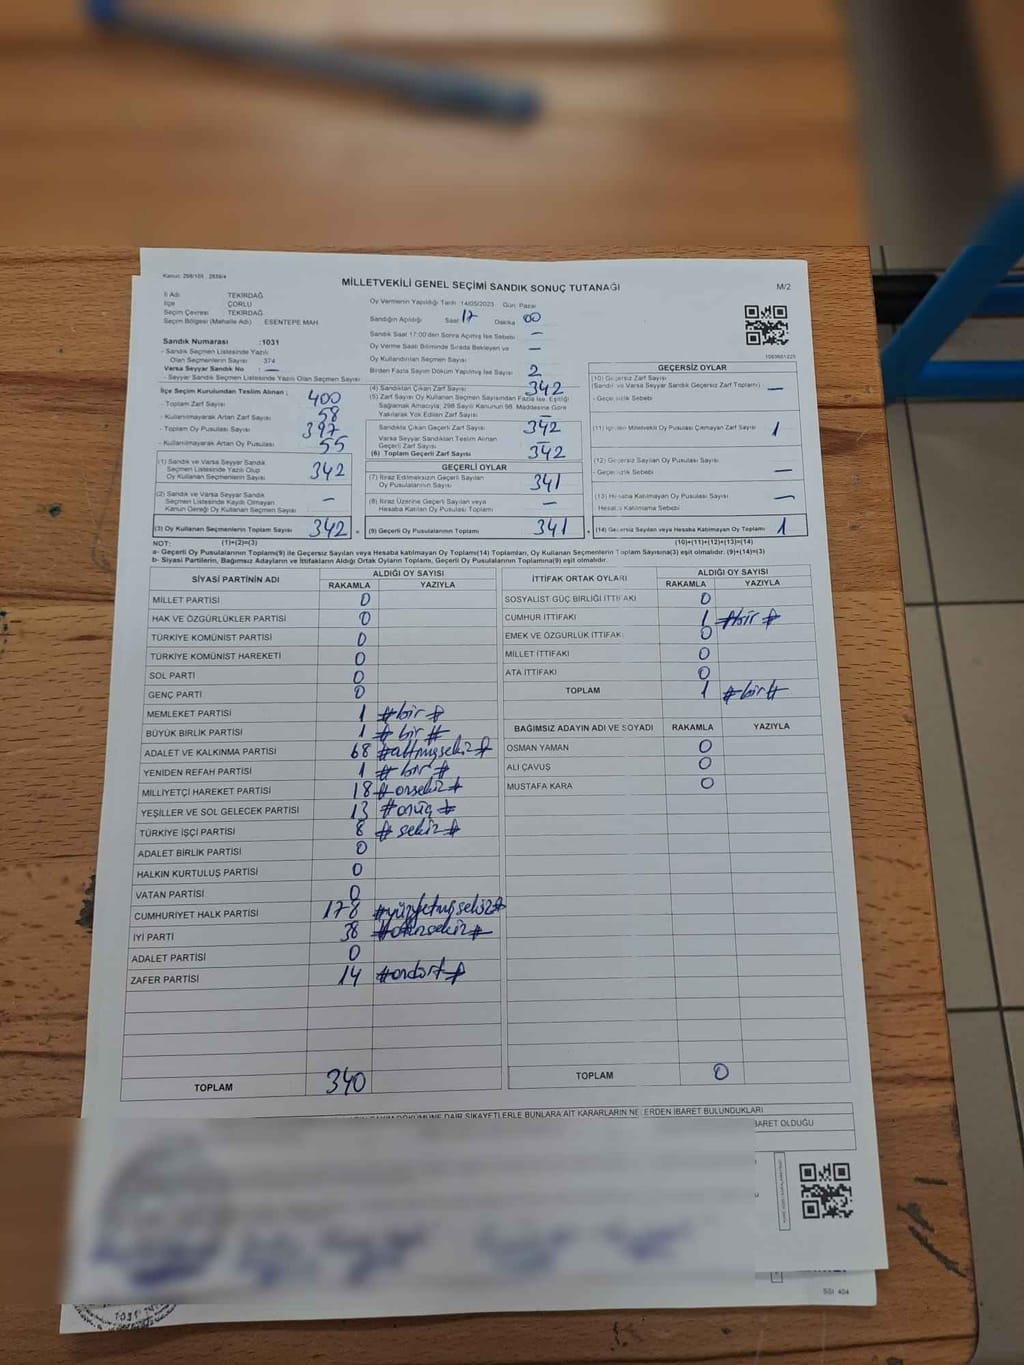 Kanun: 298/105 , 2839/4
MİLLETVEKİLİ GENEL SEÇİMİ SANDIK SONUÇ TUTANAĞI
M/2
İl Adı TEKİRDAĞ
İlçe ÇORLU
Seçim Çevresi TEKİRDAĞ
Seçim Bölgesi (Mahalle Adı) ESENTEPE MAH
Sandık Numarası :1031
- Sandık Seçmen Listesinde Yazılı
Olan Seçmenlerin Sayısı 374
Varsa Seyyar Sandık No : —
- Seyyar Sandık Seçmen Listesinde Yazılı Olan Seçmen Sayısı
Oy Vermenin Yapıldığı Tarih :14/05/2023 Gün: Pazar
Sandığın Açıldığı Saat 17 Dakika 00
Sandık Saat 17:00'den Sonra Açılmış İse Sebebi —
Oy Verme Saati Bitiminde Sırada Bekleyen ve
Oy Kullandırılan Seçmen Sayısı —
Birden Fazla Sayım Döküm Yapılmış İse Sayısı 2
1003681225
İlçe Seçim Kurulundan Teslim Alınan ;
- Toplam Zarf Sayısı 400
- Kullanılmayarak Artan Zarf Sayısı 58
- Toplam Oy Pusulası Sayısı 397
- Kullanılmayarak Artan Oy Pusulası 55
(1) Sandık ve Varsa Seyyar Sandık
Seçmen Listesinde Yazılı Olup
Oy Kullanan Seçmenlerin Sayısı 342
(2) Sandık ve Varsa Seyyar Sandık
Seçmen Listesinde Kayıtlı Olmayan
Kanun Gereği Oy Kullanan Seçmen Sayısı —
(3) Oy Kullanan Seçmenlerin Toplam Sayısı 342 =
(4) Sandıktan Çıkan Zarf Sayısı 342
(5) Zarf Sayısı Oy Kullanan Seçmen Sayısından Fazla İse, Eşitliği
Sağlamak Amacıyla; 298 Sayılı Kanunun 98. Maddesine Göre
Yakılarak Yok Edilen Zarf Sayısı —
Sandıkta Çıkan Geçerli Zarf Sayısı 342
Varsa Seyyar Sandıktan Teslim Alınan
Geçerli Zarf Sayısı —
(6) Toplam Geçerli Zarf Sayısı 342
GEÇERLİ OYLAR
(7) İtiraz Edilmeksizin Geçerli Sayılan
Oy Pusulalarının Sayısı 341
(8) İtiraz Üzerine Geçerli Sayılan veya
Hesaba Katılan Oy Pusulası Toplamı —
(9) Geçerli Oy Pusulalarının Toplamı 341 +
GEÇERSİZ OYLAR
(10) Geçersiz Zarf Sayısı
(Sandık ve Varsa Seyyar Sandık Geçersiz Zarf Toplamı) —
- Geçersizlik Sebebi
(11) İçinden Milletvekili Oy Pusulası Çıkmayan Zarf Sayısı 1
(12) Geçersiz Sayılan Oy Pusulası Sayısı
- Geçersizlik Sebebi —
(13) Hesaba Katılmayan Oy Pusulası Sayısı —
Hesaba Katılmama Sebebi
(14) Geçersiz Sayılan veya Hesaba Katılmayan Oy Toplamı 1
NOT: (1)+(2)=(3) (10)+(11)+(12)+(13)=(14)
a- Geçerli Oy Pusulalarının Toplamı(9) ile Geçersiz Sayılan veya Hesaba katılmayan Oy Toplamı(14) Toplamları, Oy Kullanan Seçmenlerin Toplam Sayısına(3) eşit olmalıdır. (9)+(14)=(3)
b- Siyasi Partilerin, Bağımsız Adayların ve İttifakların Aldığı Ortak Oyların Toplamı, Geçerli Oy Pusulalarının Toplamına(9) eşit olmalıdır.
SİYASİ PARTİNİN ADI ALDIĞI OY SAYISI
RAKAMLA YAZIYLA
MİLLET PARTİSİ 0
HAK VE ÖZGÜRLÜKLER PARTİSİ 0
TÜRKİYE KOMÜNİST PARTİSİ 0
TÜRKİYE KOMÜNİST HAREKETİ 0
SOL PARTİ 0
GENÇ PARTİ 0
MEMLEKET PARTİSİ 1 #bir#
BÜYÜK BİRLİK PARTİSİ 1 #bir#
ADALET VE KALKINMA PARTİSİ 68 #altmışsekiz#
YENİDEN REFAH PARTİSİ 1 #bir#
MİLLİYETÇİ HAREKET PARTİSİ 18 #onsekiz#
YEŞİLLER VE SOL GELECEK PARTİSİ 13 #onüç#
TÜRKİYE İŞÇİ PARTİSİ 8 #sekiz#
ADALET BİRLİK PARTİSİ 0
HALKIN KURTULUŞ PARTİSİ 0
VATAN PARTİSİ 0
CUMHURİYET HALK PARTİSİ 178 #yüzyetmişsekiz#
İYİ PARTİ 38 #otuzsekiz#
ADALET PARTİSİ 0
ZAFER PARTİSİ 14 #ondört#
TOPLAM 340
İTTİFAK ORTAK OYLARI ALDIĞI OY SAYISI
RAKAMLA YAZIYLA
SOSYALİST GÜÇ BİRLİĞİ İTTİFAKI 0
CUMHUR İTTİFAKI 1 #bir#
EMEK VE ÖZGÜRLÜK İTTİFAKI 0
MİLLET İTTİFAKI 0
ATA İTTİFAKI 0
TOPLAM 1 #bir#
BAĞIMSIZ ADAYIN ADI VE SOYADI RAKAMLA YAZIYLA
OSMAN YAMAN 0
ALİ ÇAVUŞ 0
MUSTAFA KARA 0
TOPLAM 0
DÖKÜMÜNE DAİR ŞİKAYETLERLE BUNLARA AİT KARARLARIN NELERDEN İBARET BULUNDUKLARI
İBARET OLDUĞU
SSI 404
1031